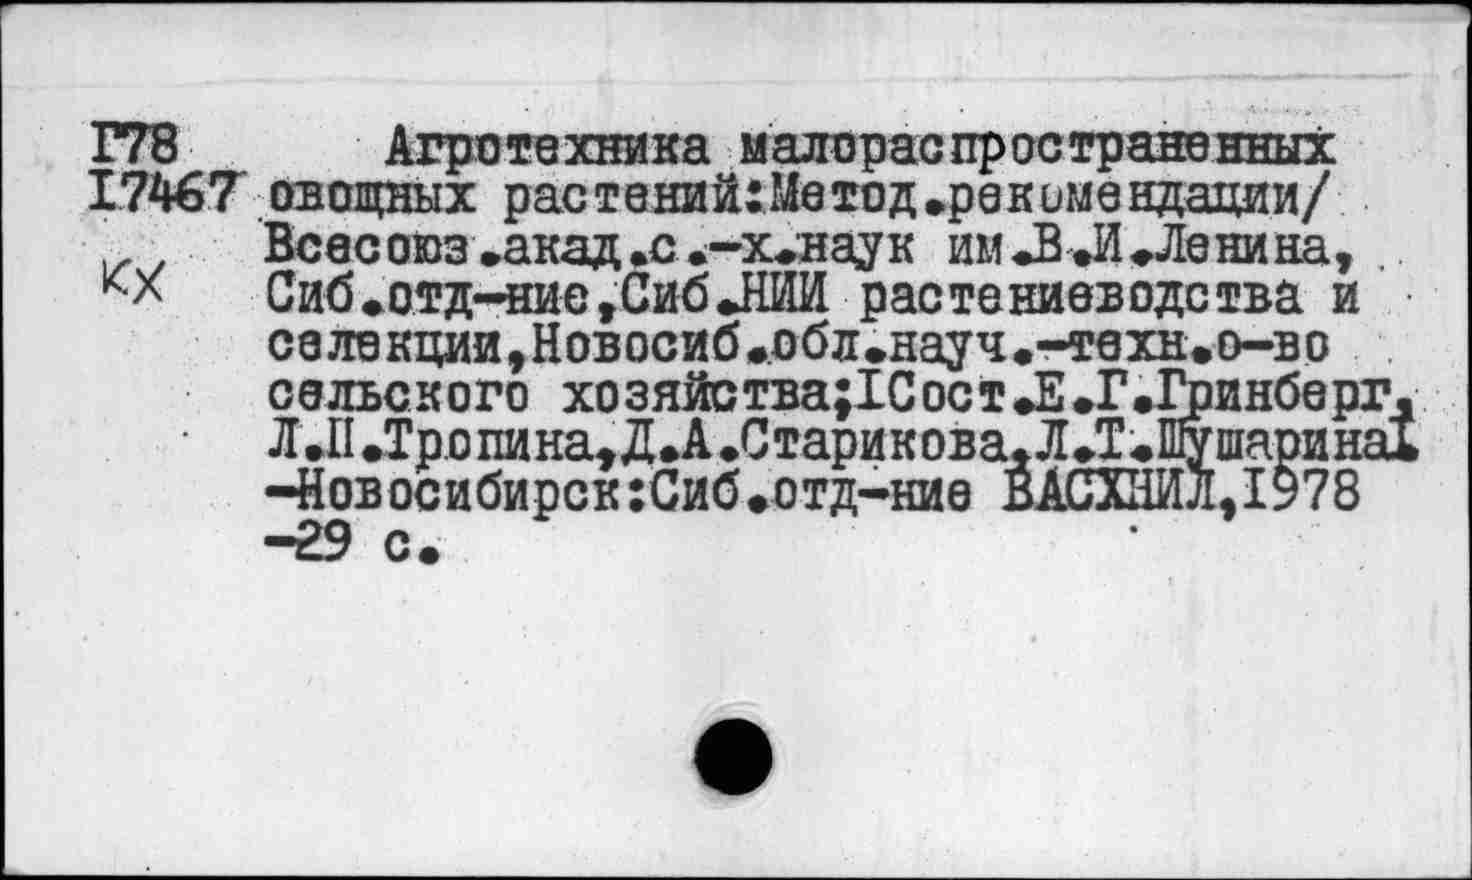 Г78 Агротехника малораспространенных
I7467 овощных растений:Метод.рекомендации/
Всесоюз.акад.с.-х.наук им.В.И.Ленина,
КХ Сиб.отд-ние,Сиб.НИИ растениеводства и
селекции,Новосиб.обл.науч.-техн.о-во
сельского хозяйства;IСост.Е.Г.Гринберг,
Л.П.Тропина,Д.А.Старикова,Л.Т.ШушаринаI
-Новосибирск:Сиб.отд-ние ВАСХНИЛ,I978
-29 с.